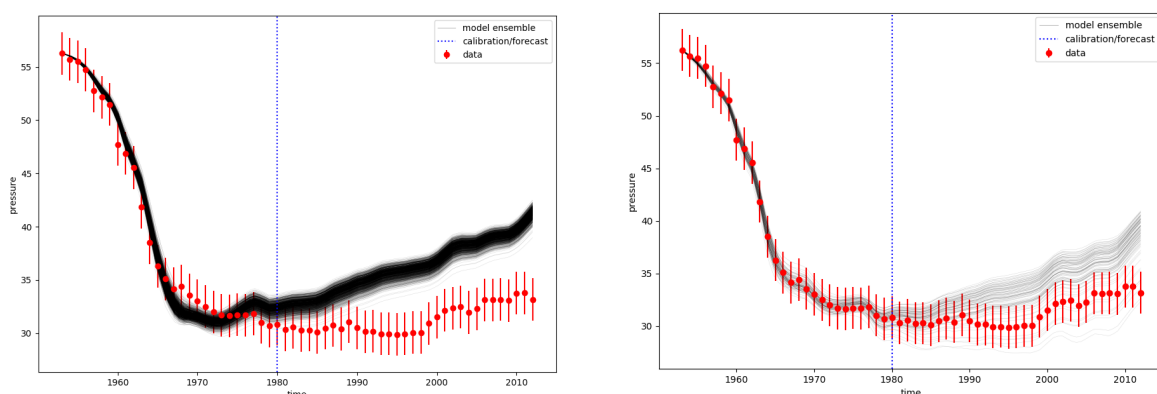 model ensemble
calibration/forecast
data
pressure
55
50
45
40
35
30
1960
1970
1980
1990
2000
2010
time
model ensemble
calibration/forecast
data
pressure
60
55
50
45
40
35
30
1960
1970
1980
1990
2000
2010
time